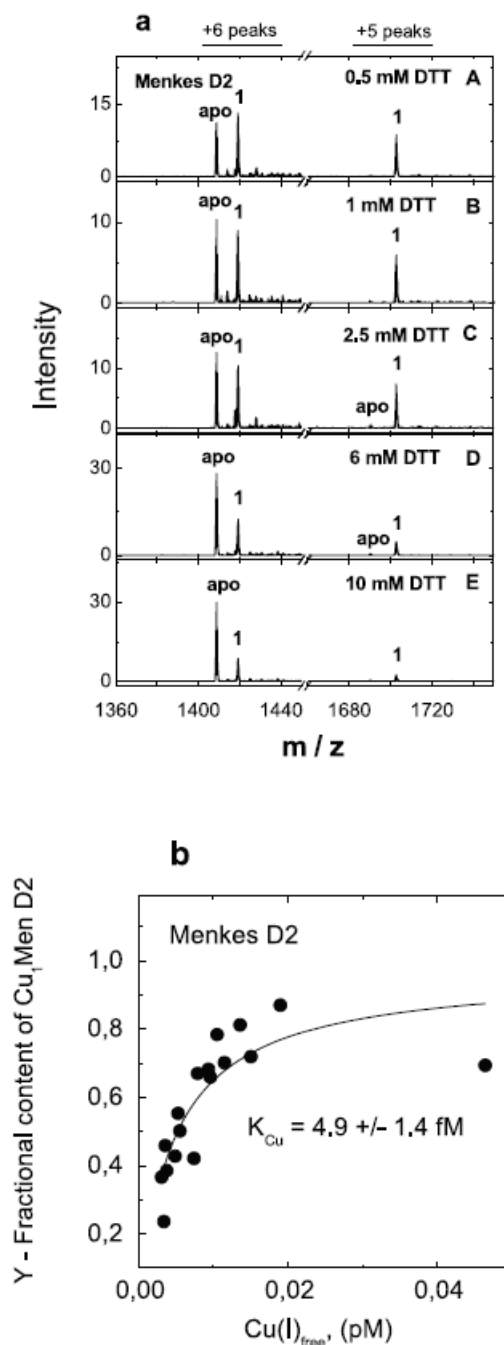 a
+6 peaks +5 peaks
Menkes D2 1 0.5 mM DTT A
apo 1
15
0
apo 1 mM DTT B
1 1
10
0
apo 2.5 mM DTT C
1 1
apo
10
0
apo 6 mM DTT D
1 1
apo
30
0
apo 10 mM DTT E
1 1
30
0
Intensity
1360 1400 1440 1680 1720
m / z
b
Menkes D2
1,0
0,8
0,6
0,4
0,2
K_Cu = 4.9 +/- 1.4 fM
Y - Fractional content of Cu₁Men D2
0,00 0,02 0,04
Cu(I)free, (pM)